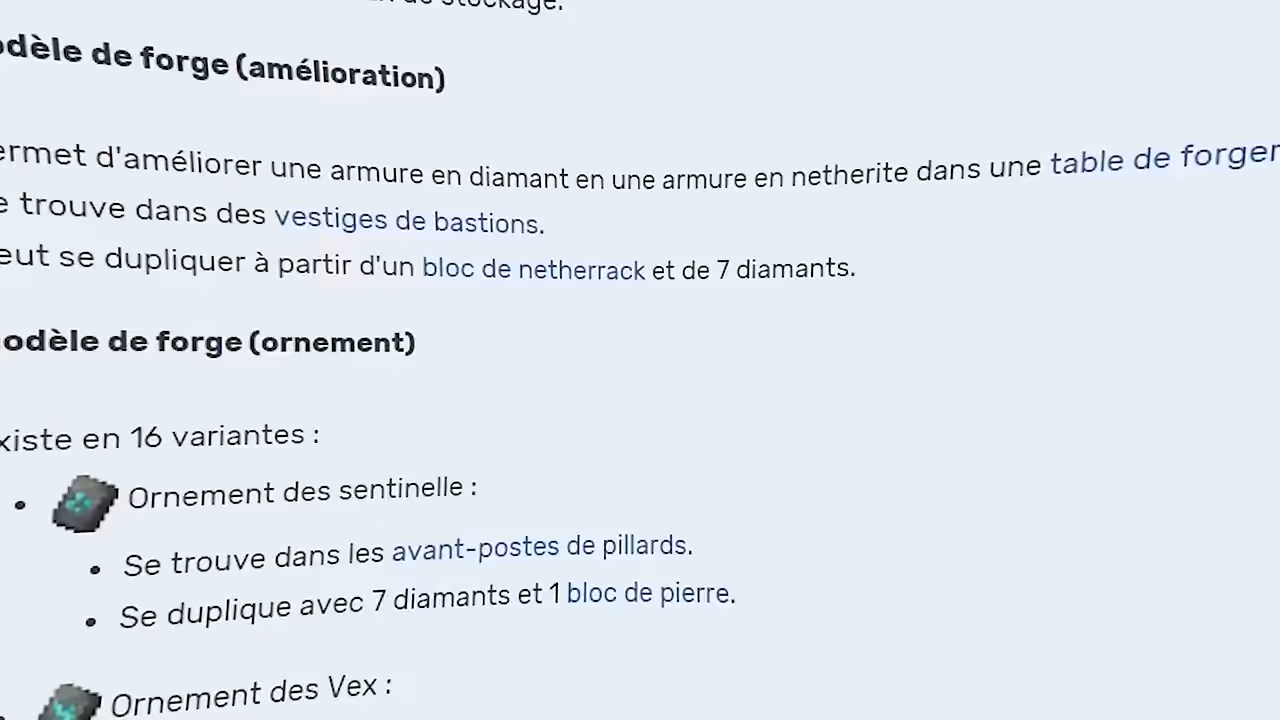 stockage.
odèle de forge (amélioration)
ermet d'améliorer une armure en diamant en une armure en netherite dans une table de forger
e trouve dans des vestiges de bastions.
eut se dupliquer à partir d'un bloc de netherrack et de 7 diamants.
odèle de forge (ornement)
xiste en 16 variantes :
• Ornement des sentinelle :
• Se trouve dans les avant-postes de pillards.
• Se duplique avec 7 diamants et 1 bloc de pierre.
Ornement des Vex :